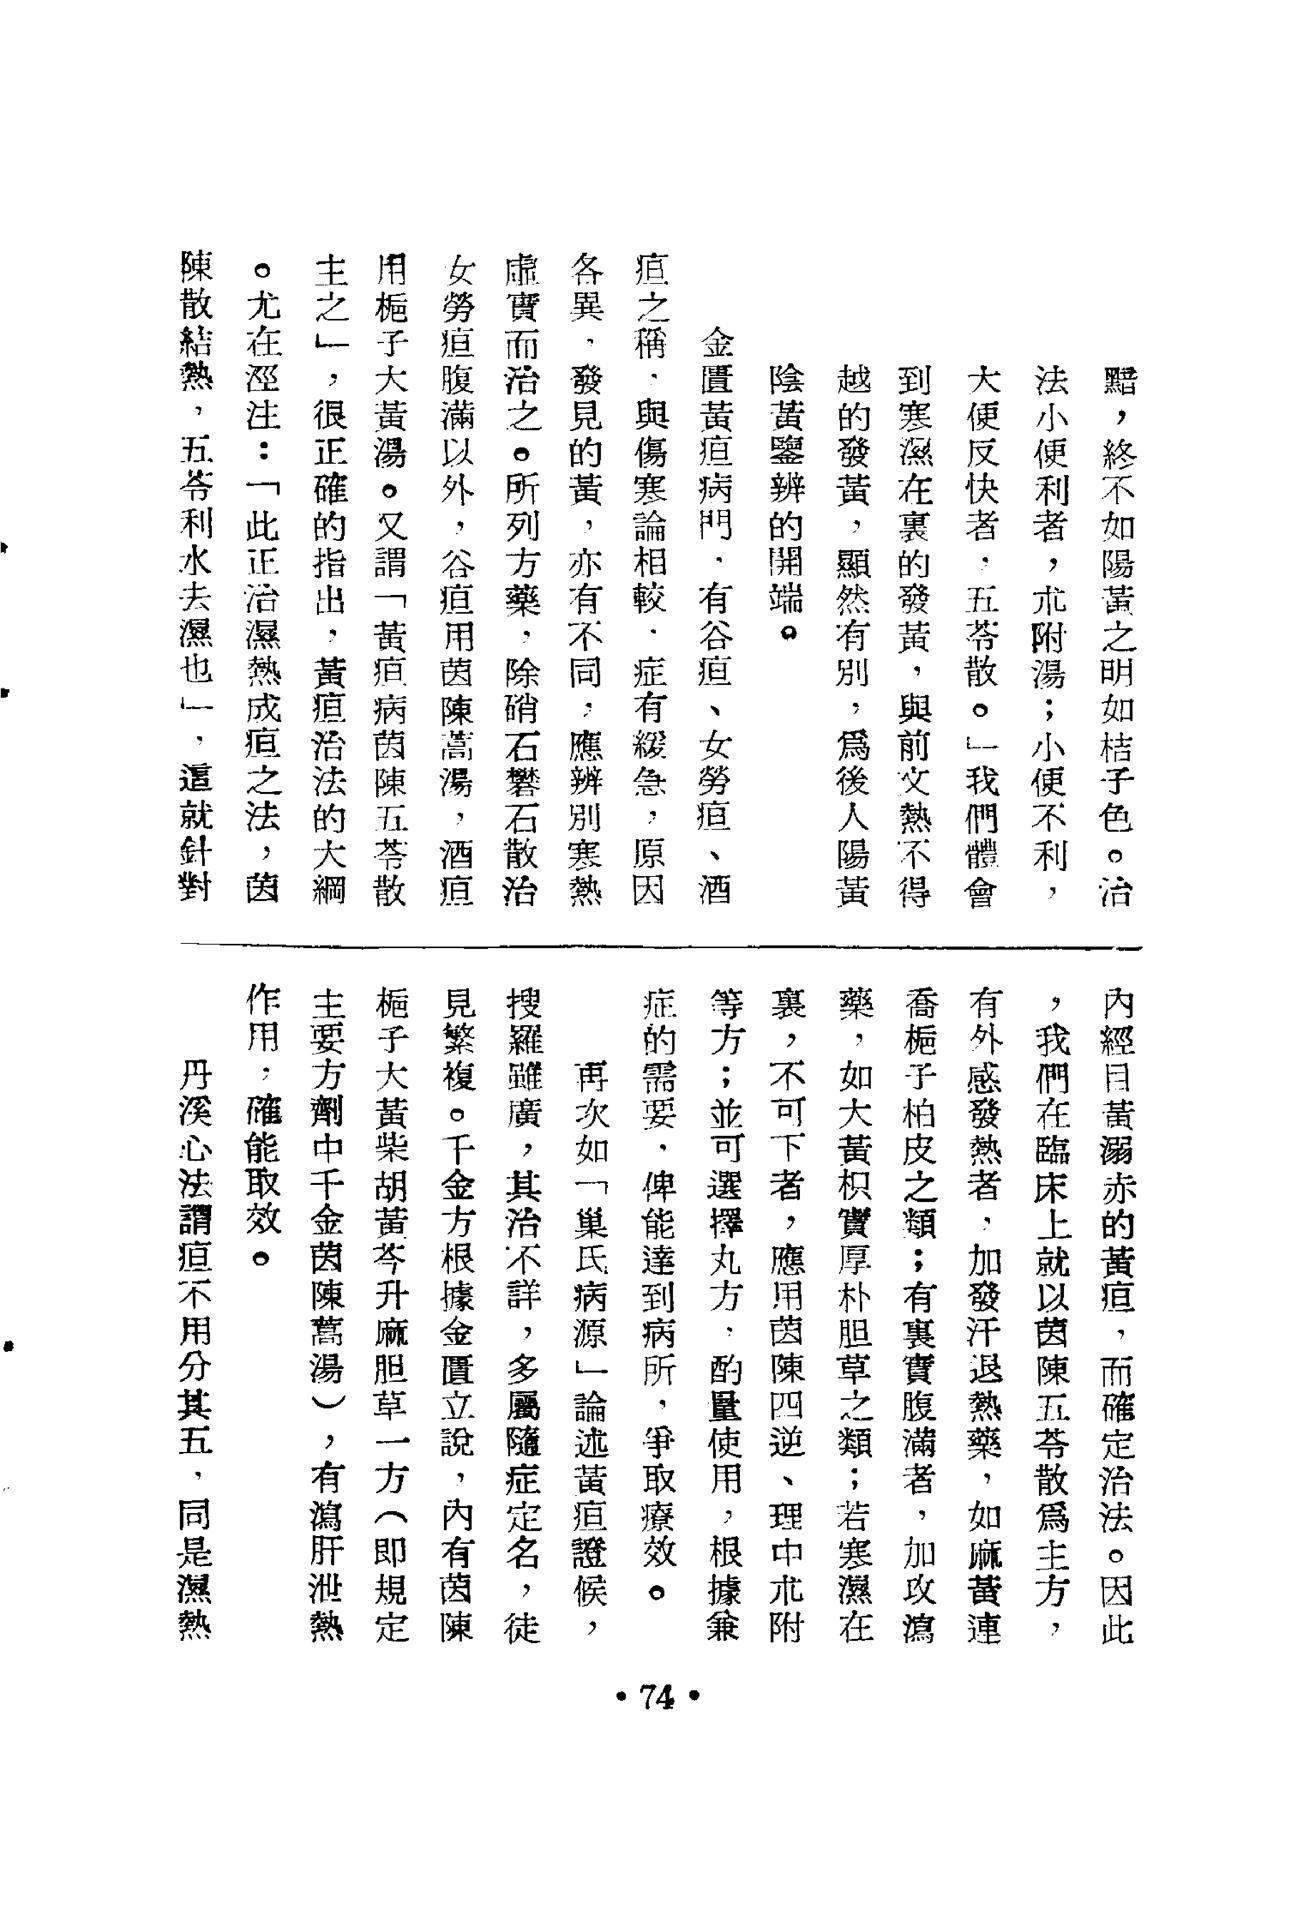 黯，終不如陽黃之明如桔子色。治
法小便利者，朮附湯；小便不利，
大便反快者，五苓散。」我們體會
到寒濕在裏的發黃，與前文熱不得
越的發黃，顯然有別，爲後人陽黃
陰黃鑒辨的開端。
金匱黃疸病門，有谷疸、女勞疸、酒
疸之稱，與傷寒論相較，症有緩急，原因
各異，發見的黃，亦有不同，應辨別寒熱
虛實而治之。所列方藥，除硝石礬石散治
女勞疸腹滿以外，谷疸用茵陳蒿湯，酒疸
用梔子大黃湯。又謂「黃疸病茵陳五苓散
主之」，很正確的指出，黃疸治法的大綱
。尤在涇注：「此正治濕熱成疸之法，茵
陳散結熱，五苓利水去濕也」，這就針對
內經目黃溺赤的黃疸，而確定治法。因此
，我們在臨床上就以茵陳五苓散爲主方，
有外感發熱者，加發汗退熱藥，如麻黃連
喬梔子柏皮之類；有裏實腹滿者，加攻瀉
藥，如大黃枳實厚朴胆草之類；若寒濕在
裏，不可下者，應用茵陳四逆、理中朮附
等方；並可選擇丸方，酌量使用，根據兼
症的需要，俾能達到病所，爭取療效。
再次如「巢氏病源」論述黃疸證候，
搜羅雖廣，其治不詳，多屬隨症定名，徒
見繁複。千金方根據金匱立說，內有茵陳
梔子大黃柴胡黃芩升麻胆草一方（即規定
主要方劑中千金茵陳蒿湯），有瀉肝泄熱
作用，確能取效。
丹溪心法謂疸不用分其五，同是濕熱
•74•